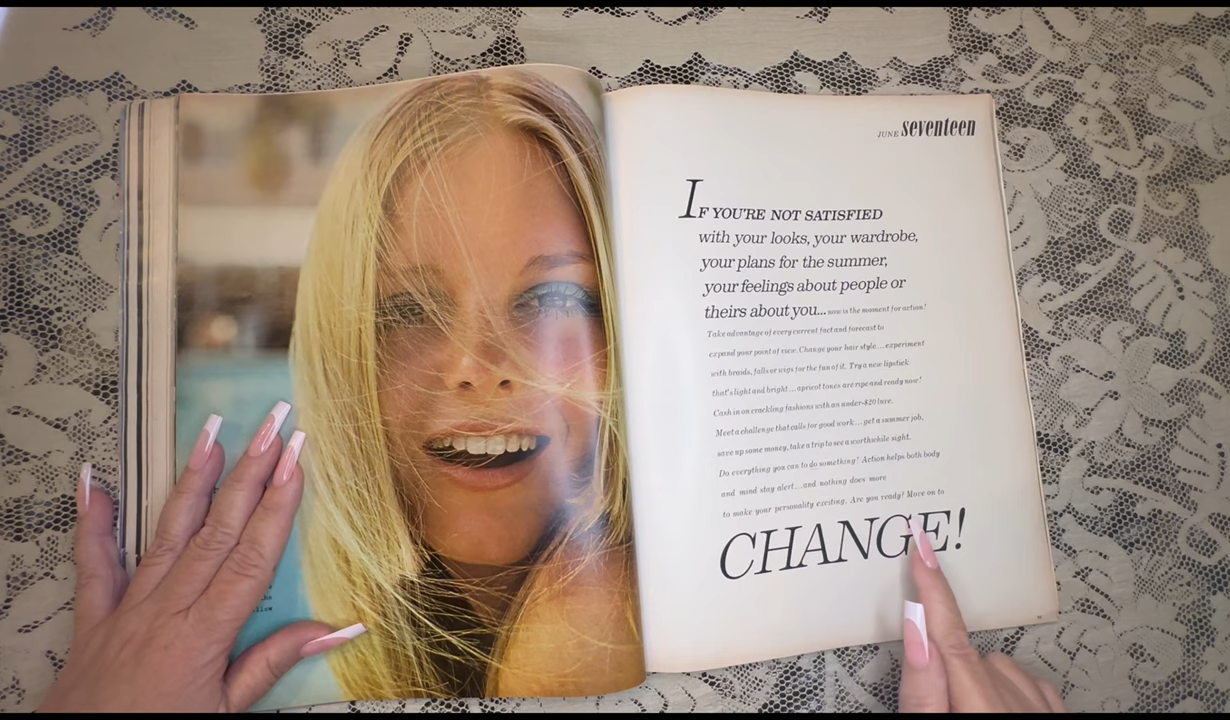 JUNE seventeen
IF YOU'RE NOT SATISFIED
with your looks, your wardrobe,
your plans for the summer,
your feelings about people or
theirs about you... now is the moment for action!
Take advantage of every current fact and forecast to
expand your point of view. Change your hair style...experiment
with braids, falls or wigs for the fun of it. Try a new lipstick
that's light and bright...apricot tones are ripe and ready now!
Cash in on crackling fashions with an under-$20 lure.
Meet a challenge that calls for good work...get a summer job,
save up some money, take a trip to see a worthwhile sight.
Do everything you can to do something! Action helps both body
and mind stay alert...and nothing does more
to make your personality exciting. Are you ready? Move on to
CHANGE!